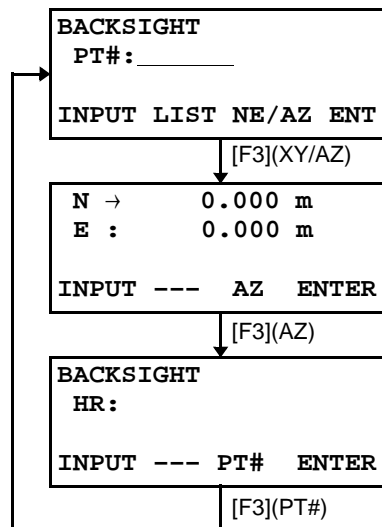 BACKSIGHT
PT#:_______
INPUT LIST NE/AZ ENT
[F3](XY/AZ)
N → 0.000 m
E : 0.000 m
INPUT --- AZ ENTER
[F3](AZ)
BACKSIGHT
HR:
INPUT --- PT# ENTER
[F3](PT#)